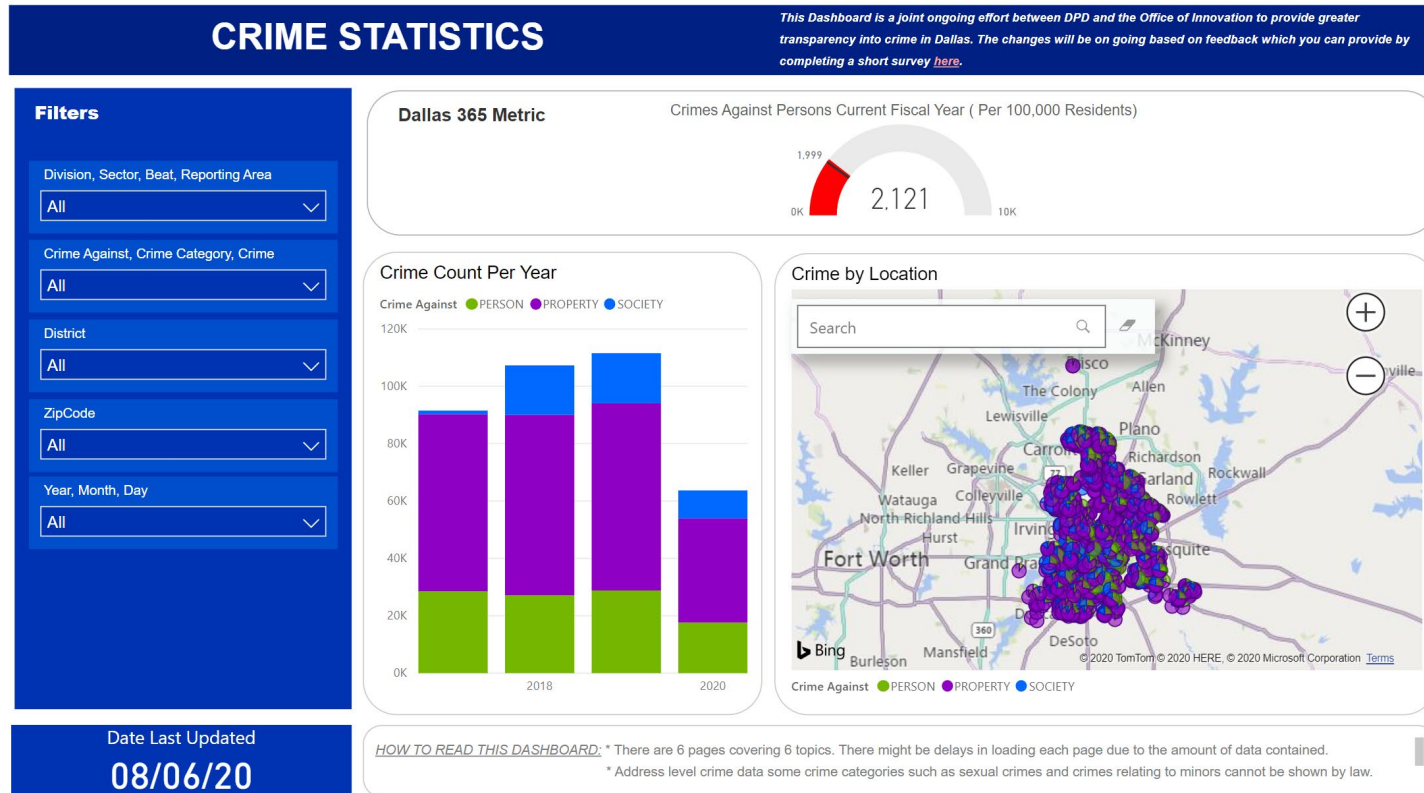 CRIME STATISTICS
This Dashboard is a joint ongoing effort between DPD and the Office of Innovation to provide greater
transparency into crime in Dallas. The changes will be on going based on feedback which you can provide by
completing a short survey here.
Filters
Division, Sector, Beat, Reporting Area
All
Crime Against, Crime Category, Crime
All
District
All
ZipCode
All
Year, Month, Day
All
Date Last Updated
08/06/20
Dallas 365 Metric
Crimes Against Persons Current Fiscal Year ( Per 100,000 Residents)
1,999
2,121
0K
10K
Crime Count Per Year
Crime Against PERSON PROPERTY SOCIETY
120K
100K
80K
60K
40K
20K
0K
2018 2020
Crime by Location
Search
McKinney
The Colony
Allen
Lewisville
Plano
Keller
Grapevine
77
Richardson
Rockwall
Watauga
Colleyville
Rowlett
North Richland Hills
Hurst
Fort Worth
360
Mansfield
DeSoto
Burleson
Bing
© 2020 TomTom © 2020 HERE, © 2020 Microsoft Corporation Terms
Crime Against PERSON PROPERTY SOCIETY
HOW TO READ THIS DASHBOARD: * There are 6 pages covering 6 topics. There might be delays in loading each page due to the amount of data contained.
* Address level crime data some crime categories such as sexual crimes and crimes relating to minors cannot be shown by law.